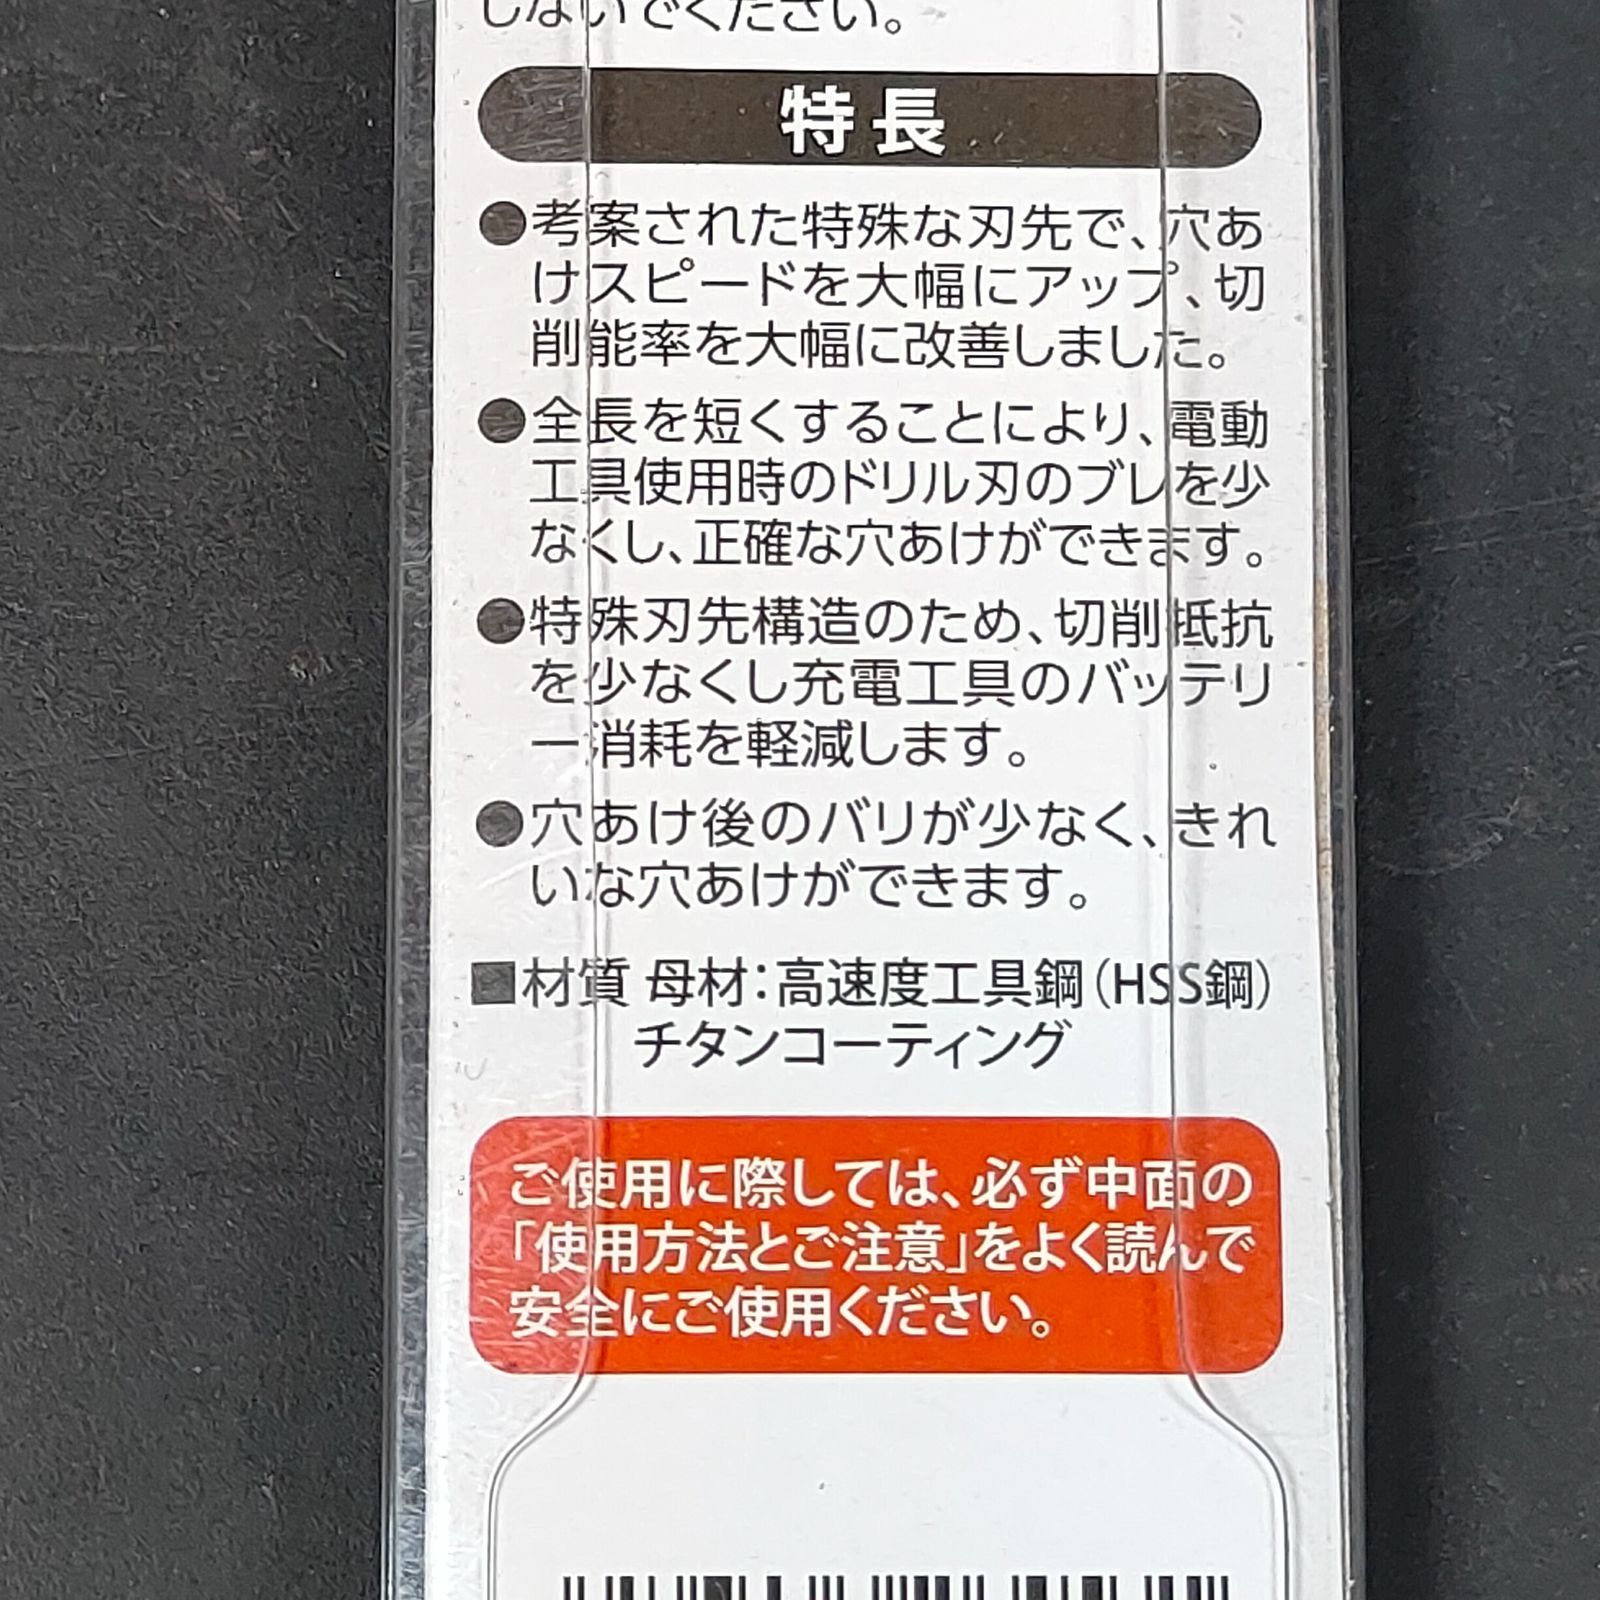 しないでください。
特長
●考案された特殊な刃先で、穴あ
けスピードを大幅にアップ、切
削能率を大幅に改善しました。
●全長を短くすることにより、電動
工具使用時のドリル刃のブレを少
なくし、正確な穴あけができます。
●特殊刃先構造のため、切削抵抗
を少なくし充電工具のバッテリ
ー消耗を軽減します。
●穴あけ後のバリが少なく、きれ
いな穴あけができます。
■材質 母材：高速度工具鋼（HSS鋼）
チタンコーティング
ご使用に際しては、必ず中面の
「使用方法とご注意」をよく読んで
安全にご使用ください。